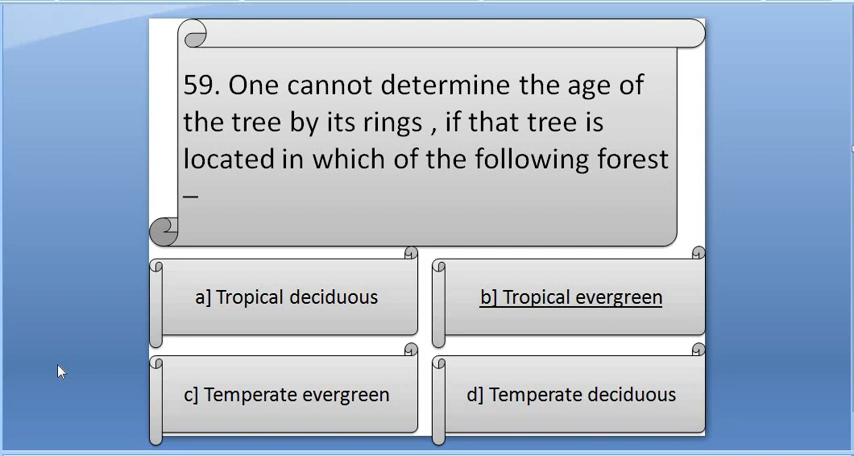 59. One cannot determine the age of
the tree by its rings , if that tree is
located in which of the following forest
–
a] Tropical deciduous
b] Tropical evergreen
c] Temperate evergreen
d] Temperate deciduous